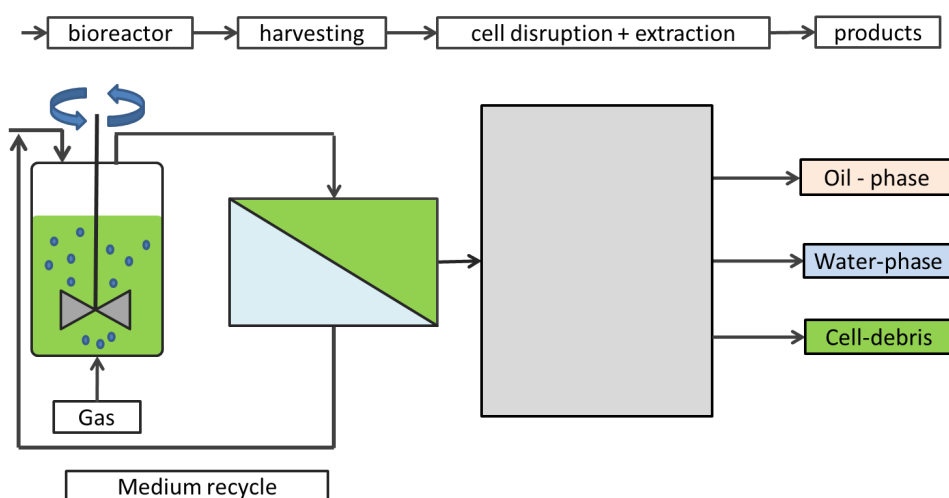 bioreactor
harvesting
cell disruption + extraction
products
Oil - phase
Water-phase
Cell-debris
Gas
Medium recycle